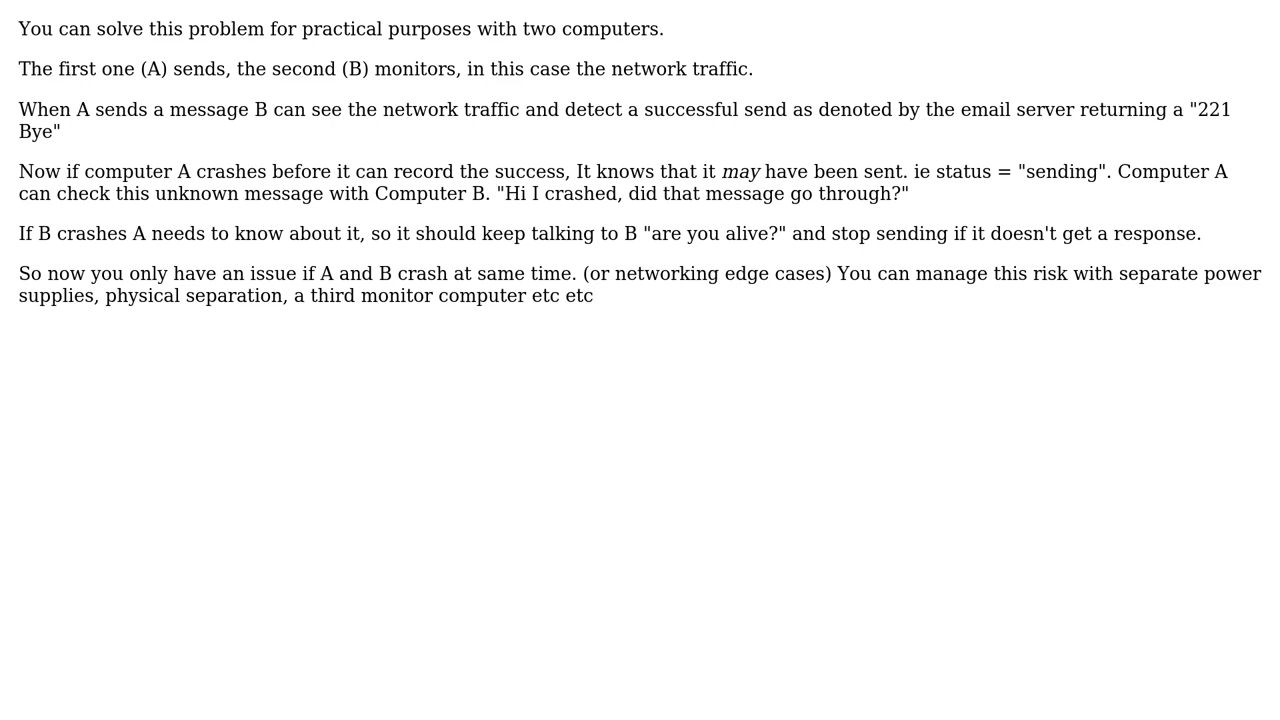 You can solve this problem for practical purposes with two computers.
The first one (A) sends, the second (B) monitors, in this case the network traffic.
When A sends a message B can see the network traffic and detect a successful send as denoted by the email server returning a "221
Bye"
Now if computer A crashes before it can record the success, It knows that it may have been sent. ie status = "sending". Computer A
can check this unknown message with Computer B. "Hi I crashed, did that message go through?"
If B crashes A needs to know about it, so it should keep talking to B "are you alive?" and stop sending if it doesn't get a response.
So now you only have an issue if A and B crash at same time. (or networking edge cases) You can manage this risk with separate power
supplies, physical separation, a third monitor computer etc etc